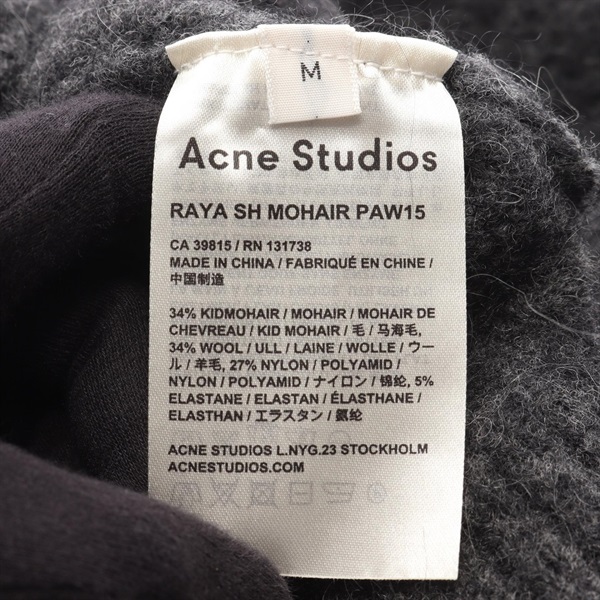 M
Acne Studios
RAYA SH MOHAIR PAW15
CA 39815 / RN 131738
MADE IN CHINA / FABRIQUÉ EN CHINE /
中国制造
34% KIDMOHAIR / MOHAIR / MOHAIR DE
CHEVREAU / KID MOHAIR / 毛 / 马海毛,
34% WOOL / ULL / LAINE / WOLLE / ウー
ル / 羊毛, 27% NYLON / POLYAMID /
NYLON / POLYAMID / ナイロン / 锦纶, 5%
ELASTANE / ELASTAN / ÉLASTHANE /
ELASTHAN / エラスタン / 氨纶
ACNE STUDIOS L.NYG.23 STOCKHOLM
ACNESTUDIOS.COM